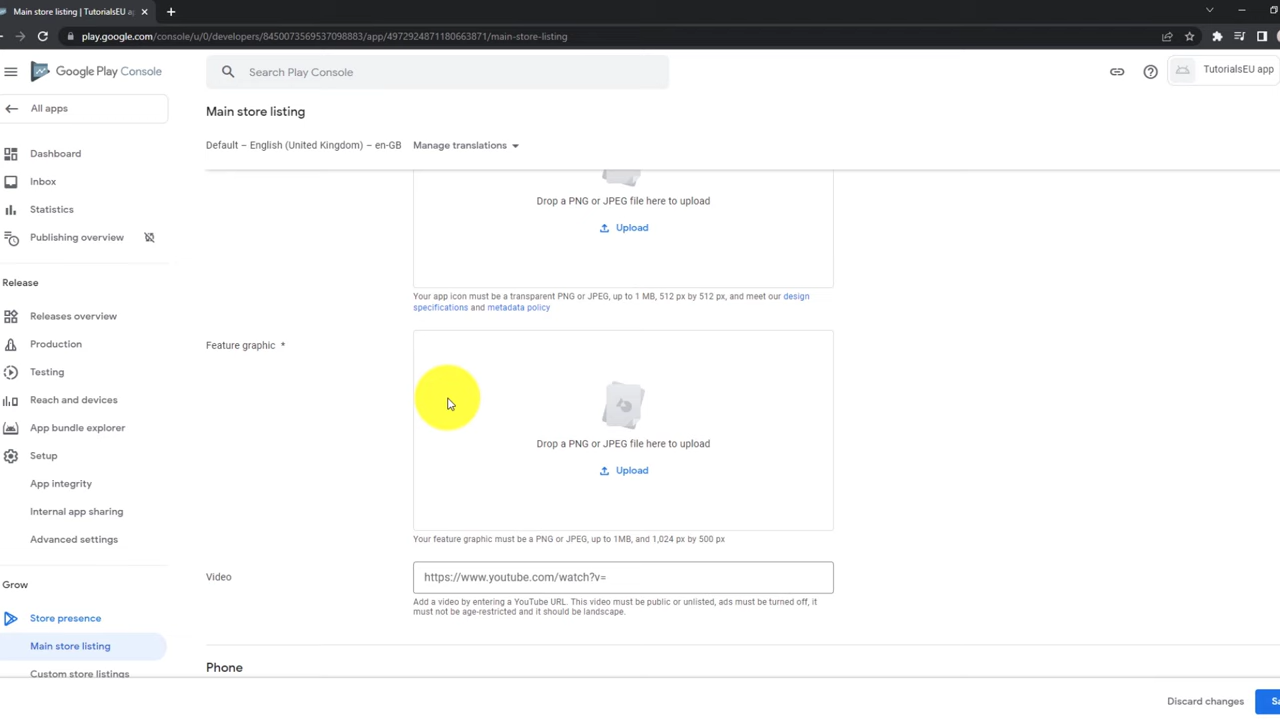 Main store listing | TutorialsEU a
play.google.com/console/u/0/developers/8450073569537098883/app/4972924871180663871/main-store-listing
Google Play Console
Search Play Console
TutorialsEU app
All apps
Main store listing
Default – English (United Kingdom) – en-GB
Manage translations
Dashboard
Inbox
Statistics
Publishing overview
Release
Releases overview
Production
Testing
Reach and devices
App bundle explorer
Setup
App integrity
Internal app sharing
Advanced settings
Grow
Store presence
Main store listing
Custom store listings
Drop a PNG or JPEG file here to upload
Upload
Your app icon must be a transparent PNG or JPEG, up to 1 MB, 512 px by 512 px, and meet our design
specifications and metadata policy
Feature graphic *
Drop a PNG or JPEG file here to upload
Upload
Your feature graphic must be a PNG or JPEG, up to 1MB, and 1,024 px by 500 px
Video
https://www.youtube.com/watch?v=
Add a video by entering a YouTube URL. This video must be public or unlisted, ads must be turned off, it
must not be age-restricted and it should be landscape.
Phone
Discard changes